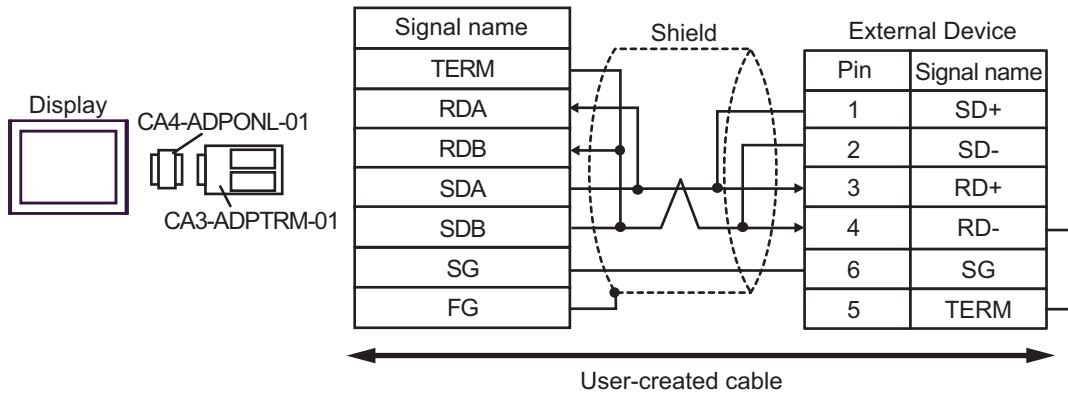 Display
CA4-ADPONL-01
CA3-ADPTRM-01
Signal name
TERM
RDA
RDB
SDA
SDB
SG
FG
Shield
External Device
Pin Signal name
1 SD+
2 SD-
3 RD+
4 RD-
6 SG
5 TERM
User-created cable